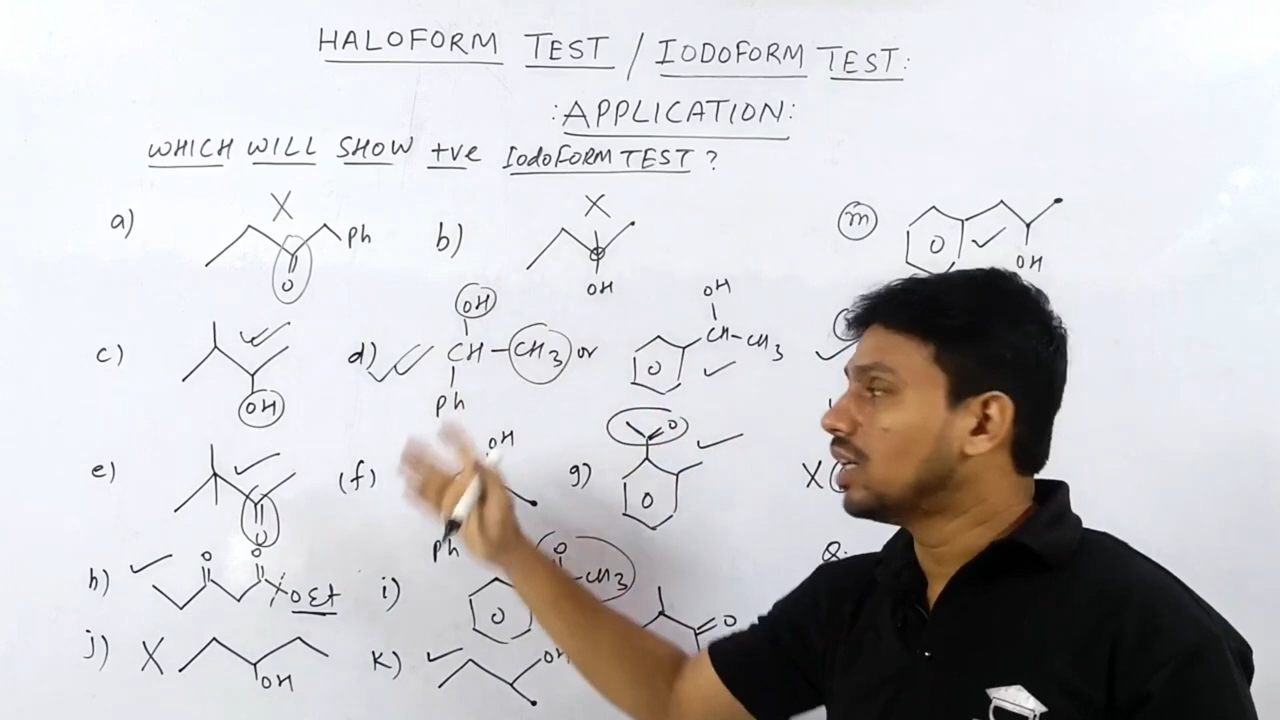 HALOFORM TEST / IODOFORM TEST:
:APPLICATION:
WHICH WILL SHOW +ve IodoFORM TEST ?
a) X Ph O
b) X OH
m OH
c) OH
d) OH CH-CH3 Ph or OH CH-CH3
e) O
(f) OH Ph
g) O
X
h) O O OEt
i) O CH3
O
Q.
j) X OH
K) OH